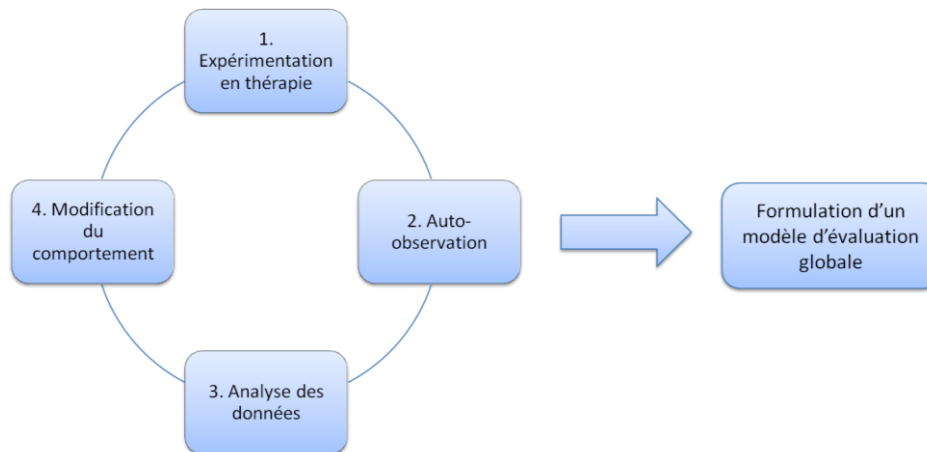 1.
Expérimentation
en thérapie
2. Auto-
observation
3. Analyse des
données
4. Modification
du
comportement
Formulation d’un
modèle d’évaluation
globale